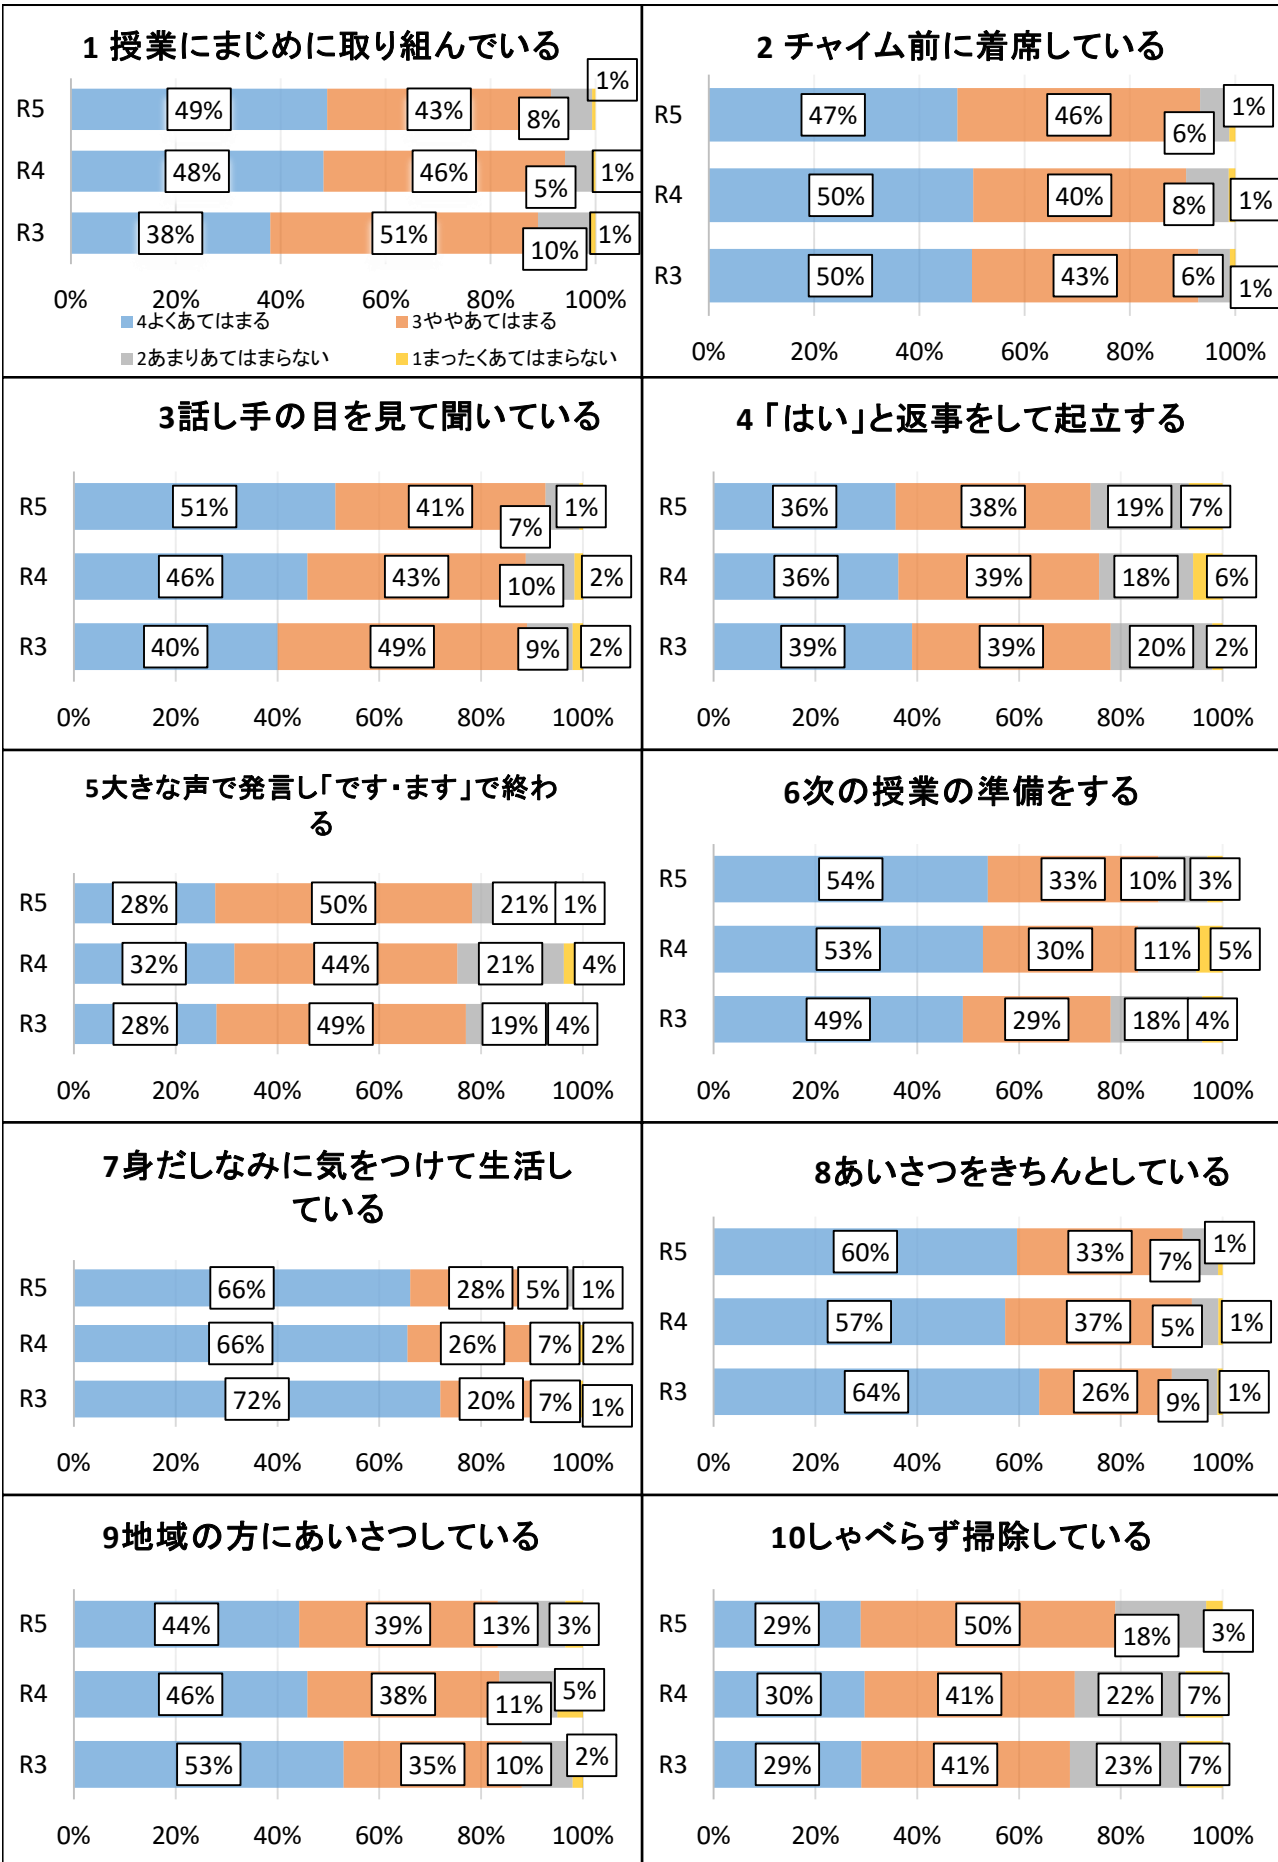 1 授業にまじめに取り組んでいる
R5 49% 43% 8% 1%
R4 48% 46% 5% 1%
R3 38% 51% 10% 1%
0% 20% 40% 60% 80% 100%
4よくあてはまる 3ややあてはまる
2あまりあてはまらない 1まったくあてはまらない
2 チャイム前に着席している
R5 47% 46% 6% 1%
R4 50% 40% 8% 1%
R3 50% 43% 6% 1%
0% 20% 40% 60% 80% 100%
3話し手の目を見て聞いている
R5 51% 41% 7% 1%
R4 46% 43% 10% 2%
R3 40% 49% 9% 2%
0% 20% 40% 60% 80% 100%
4「はい」と返事をして起立する
R5 36% 38% 19% 7%
R4 36% 39% 18% 6%
R3 39% 39% 20% 2%
0% 20% 40% 60% 80% 100%
5大きな声で発言し「です・ます」で終わ
る
R5 28% 50% 21% 1%
R4 32% 44% 21% 4%
R3 28% 49% 19% 4%
0% 20% 40% 60% 80% 100%
6次の授業の準備をする
R5 54% 33% 10% 3%
R4 53% 30% 11% 5%
R3 49% 29% 18% 4%
0% 20% 40% 60% 80% 100%
7身だしなみに気をつけて生活し
ている
R5 66% 28% 5% 1%
R4 66% 26% 7% 2%
R3 72% 20% 7% 1%
0% 20% 40% 60% 80% 100%
8あいさつをきちんとしている
R5 60% 33% 7% 1%
R4 57% 37% 5% 1%
R3 64% 26% 9% 1%
0% 20% 40% 60% 80% 100%
9地域の方にあいさつしている
R5 44% 39% 13% 3%
R4 46% 38% 11% 5%
R3 53% 35% 10% 2%
0% 20% 40% 60% 80% 100%
10しゃべらず掃除している
R5 29% 50% 18% 3%
R4 30% 41% 22% 7%
R3 29% 41% 23% 7%
0% 20% 40% 60% 80% 100%